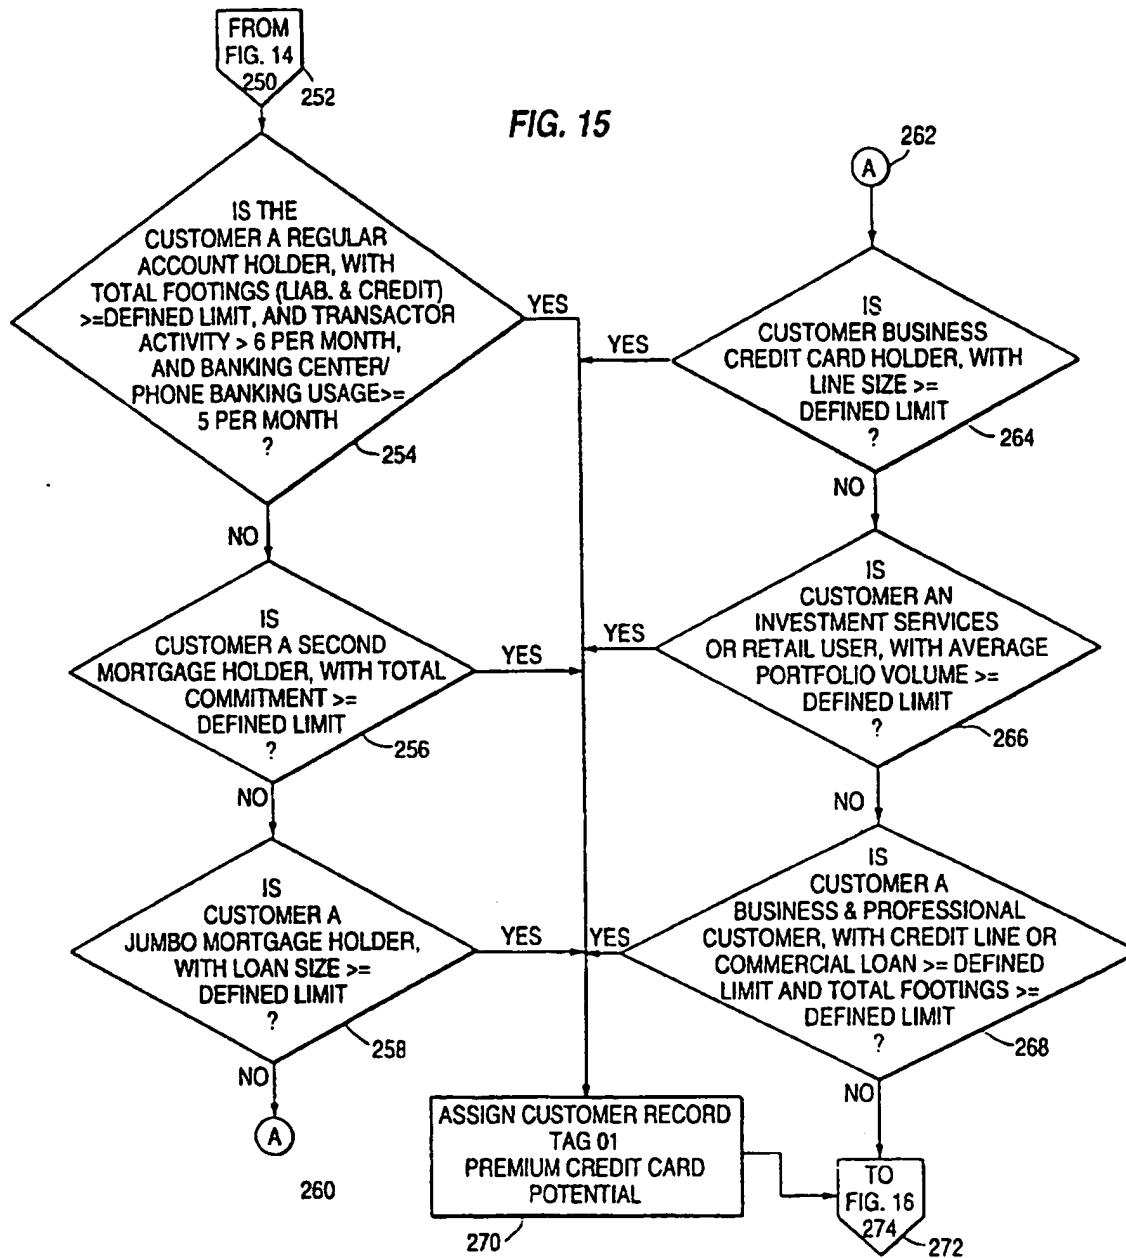 FROM
FIG. 14
250
252
FIG. 15
IS THE
CUSTOMER A REGULAR
ACCOUNT HOLDER, WITH
TOTAL FOOTINGS (LIAB. & CREDIT)
>=DEFINED LIMIT, AND TRANSACTOR
ACTIVITY > 6 PER MONTH,
AND BANKING CENTER/
PHONE BANKING USAGE>=
5 PER MONTH
?
254
YES
NO
IS
CUSTOMER A SECOND
MORTGAGE HOLDER, WITH TOTAL
COMMITMENT >=
DEFINED LIMIT
?
256
YES
NO
IS
CUSTOMER A
JUMBO MORTGAGE HOLDER,
WITH LOAN SIZE >=
DEFINED LIMIT
?
258
YES
NO
A
260
A
262
IS
CUSTOMER BUSINESS
CREDIT CARD HOLDER, WITH
LINE SIZE >=
DEFINED LIMIT
?
264
YES
NO
IS
CUSTOMER AN
INVESTMENT SERVICES
OR RETAIL USER, WITH AVERAGE
PORTFOLIO VOLUME >=
DEFINED LIMIT
?
266
YES
NO
IS
CUSTOMER A
BUSINESS & PROFESSIONAL
CUSTOMER, WITH CREDIT LINE OR
COMMERCIAL LOAN >= DEFINED
LIMIT AND TOTAL FOOTINGS >=
DEFINED LIMIT
?
268
YES
NO
ASSIGN CUSTOMER RECORD
TAG 01
PREMIUM CREDIT CARD
POTENTIAL
270
TO
FIG. 16
274
272